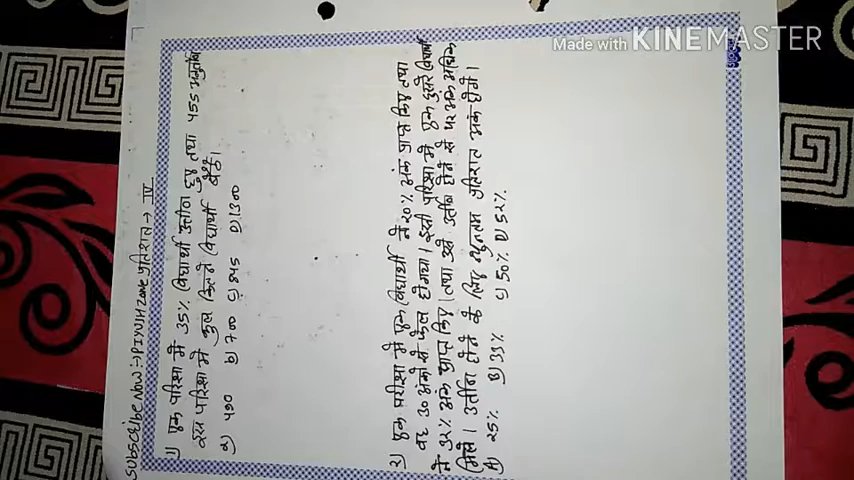 SUBSCRIBE NOW:→PIYUSH ZONE प्रतिशत → IV
1) एक परिक्षा मे 35% विद्यार्थी उत्तीर्ण हुए तथा 455 अनुत्तीर्ण
इस परिक्षा मे कुल कितने विद्यार्थी बैठे।
a) 490 b) 700 c) 845 D) 1300
2) एक परीक्षा मे एक विद्यार्थी ने 20% अंक प्राप्त किए तथा
वह 30 अंको से फेल हो गया। इसी परिक्षा मे एक दुसरे विद्यार्थी
ने 32% अंक प्राप्त किए। तथा उसे उत्तीर्ण होने से 42 अंक अधिक
मिले। उत्तीर्ण होने के लिए न्युनतम प्रतिशत अंक होंगे।
A) 25% B) 33% C) 50% D) 52%
Made with KINEMASTER